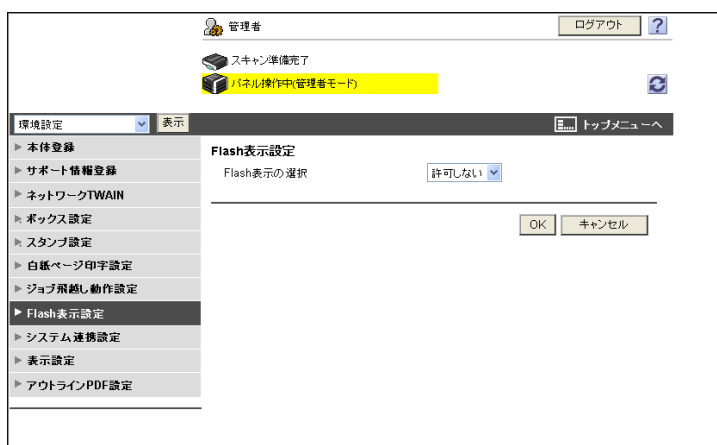 管理者
ログアウト ?
スキャン準備完了
パネル操作中(管理者モード)
環境設定 表示
トップメニューへ
本体登録
サポート情報登録
ネットワークTWAIN
ボックス設定
スタンプ設定
白紙ページ印字設定
ジョブ飛越し動作設定
Flash表示設定
システム連携設定
表示設定
アウトラインPDF設定
Flash表示設定
Flash表示の選択 許可しない
OK キャンセル